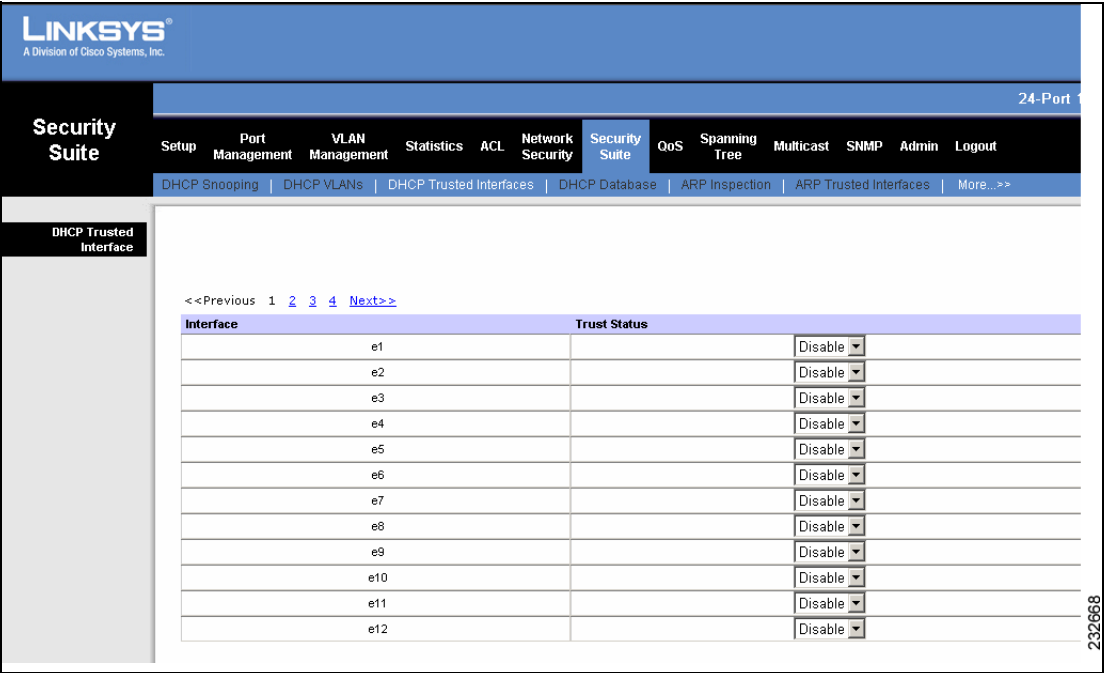 LINKSYS®
A Division of Cisco Systems, Inc.
24-Port 1
Security
Suite
Setup
Port
Management
VLAN
Management
Statistics
ACL
Network
Security
Security
Suite
QoS
Spanning
Tree
Multicast
SNMP
Admin
Logout
DHCP Snooping | DHCP VLANs | DHCP Trusted Interfaces | DHCP Database | ARP Inspection | ARP Trusted Interfaces | More...>>
DHCP Trusted
Interface
<<Previous 1 2 3 4 Next>>
Interface Trust Status
e1 Disable
e2 Disable
e3 Disable
e4 Disable
e5 Disable
e6 Disable
e7 Disable
e8 Disable
e9 Disable
e10 Disable
e11 Disable
e12 Disable
232668